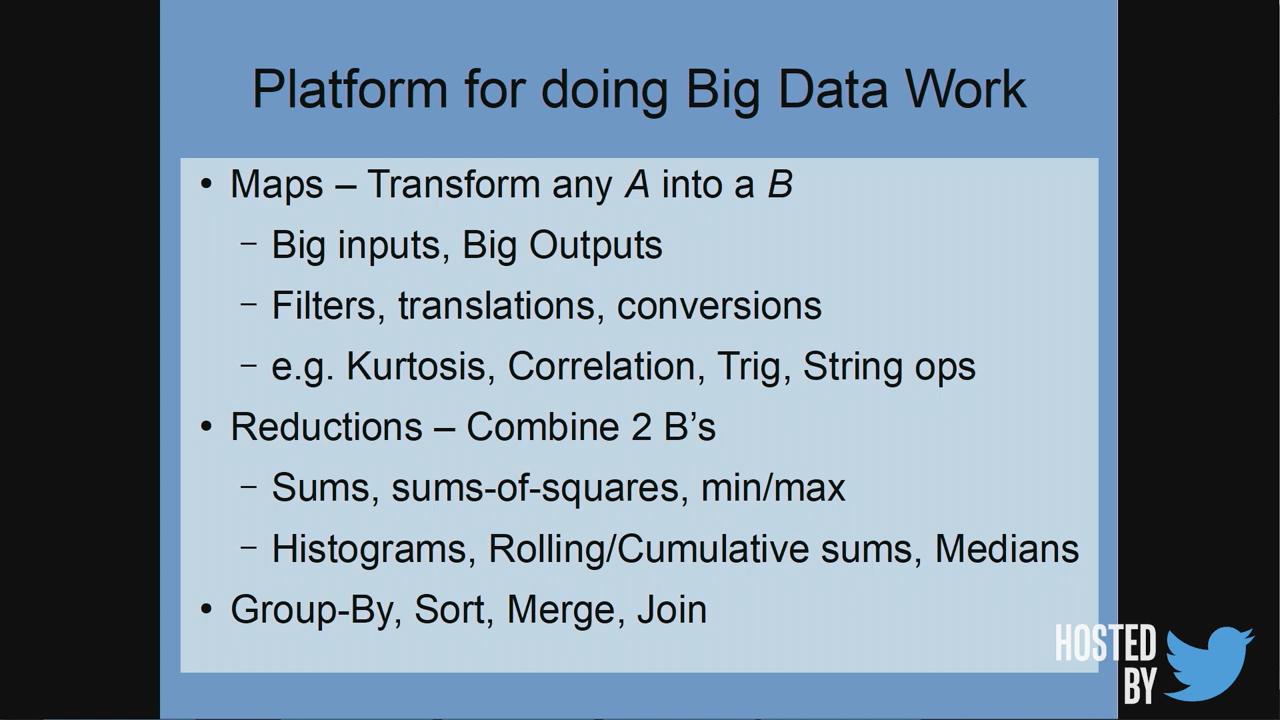 Platform for doing Big Data Work
• Maps – Transform any A into a B
– Big inputs, Big Outputs
– Filters, translations, conversions
– e.g. Kurtosis, Correlation, Trig, String ops
• Reductions – Combine 2 B’s
– Sums, sums-of-squares, min/max
– Histograms, Rolling/Cumulative sums, Medians
• Group-By, Sort, Merge, Join
HOSTED
BY